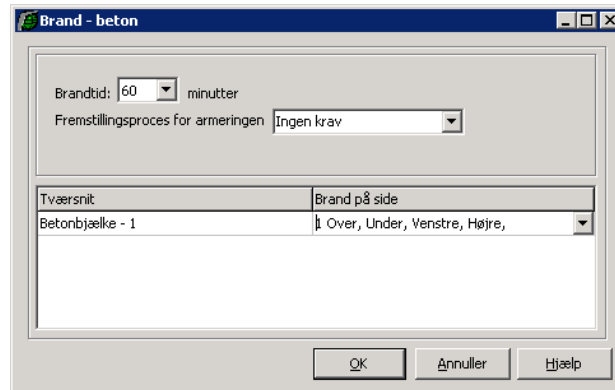 Brand - beton
Brandtid: 60 minutter
Fremstillingsproces for armeringen Ingen krav
Tværsnit Brand på side
Betonbjælke - 1 1 Over, Under, Venstre, Højre,
OK Annuller Hjælp